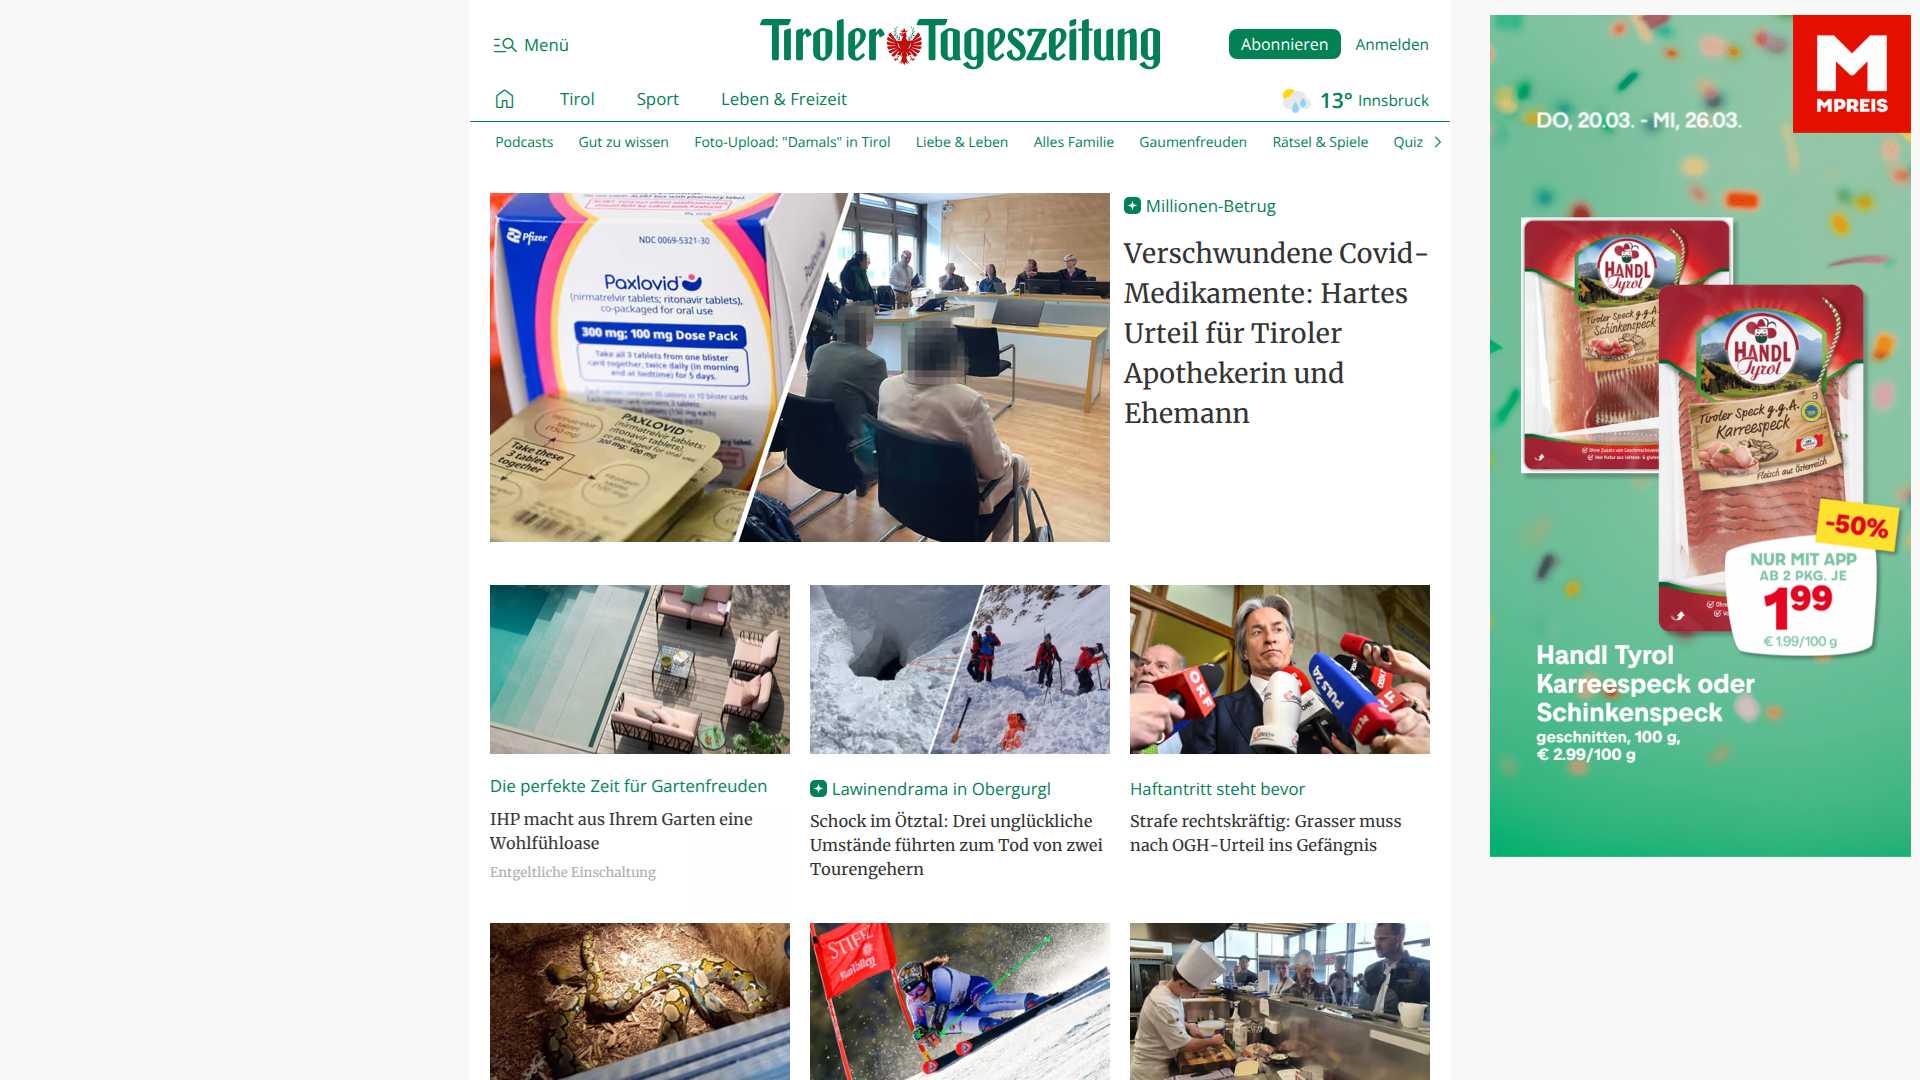 Menü
Tiroler Tageszeitung
Abonnieren
Anmelden
Tirol
Sport
Leben & Freizeit
13° Innsbruck
Podcasts
Gut zu wissen
Foto-Upload: "Damals" in Tirol
Liebe & Leben
Alles Familie
Gaumenfreuden
Rätsel & Spiele
Quiz
Pfizer
NDC 0069-5321-30
Paxlovid
(nirmatrelvir tablets; ritonavir tablets),
co-packaged for oral use
300 mg; 100 mg Dose Pack
Take all 3 tablets from one blister
card together, twice daily (in morning
and at bedtime) for 5 days.
PAXLOVID
(nirmatrelvir tablets;
ritonavir tablets)
300 mg; 100 mg
Take these
3 tablets
together
Millionen-Betrug
Verschwundene Covid-
Medikamente: Hartes
Urteil für Tiroler
Apothekerin und
Ehemann
ORF
PULS 24
Die perfekte Zeit für Gartenfreuden
IHP macht aus Ihrem Garten eine
Wohlfühloase
Entgeltliche Einschaltung
Lawinendrama in Obergurgl
Schock im Ötztal: Drei unglückliche
Umstände führten zum Tod von zwei
Tourengehern
Haftantritt steht bevor
Strafe rechtskräftig: Grasser muss
nach OGH-Urteil ins Gefängnis
M
MPREIS
DO, 20.03. - MI, 26.03.
HANDL
Tyrol
Tiroler Speck g.g.A.
Schinkenspeck
HANDL
Tyrol
Tiroler Speck g.g.A.
Karreespeck
Fleisch aus Österreich
-50%
NUR MIT APP
AB 2 PKG. JE
1 99
€ 1.99/100 g
Handl Tyrol
Karreespeck oder
Schinkenspeck
geschnitten, 100 g,
€ 2.99/100 g